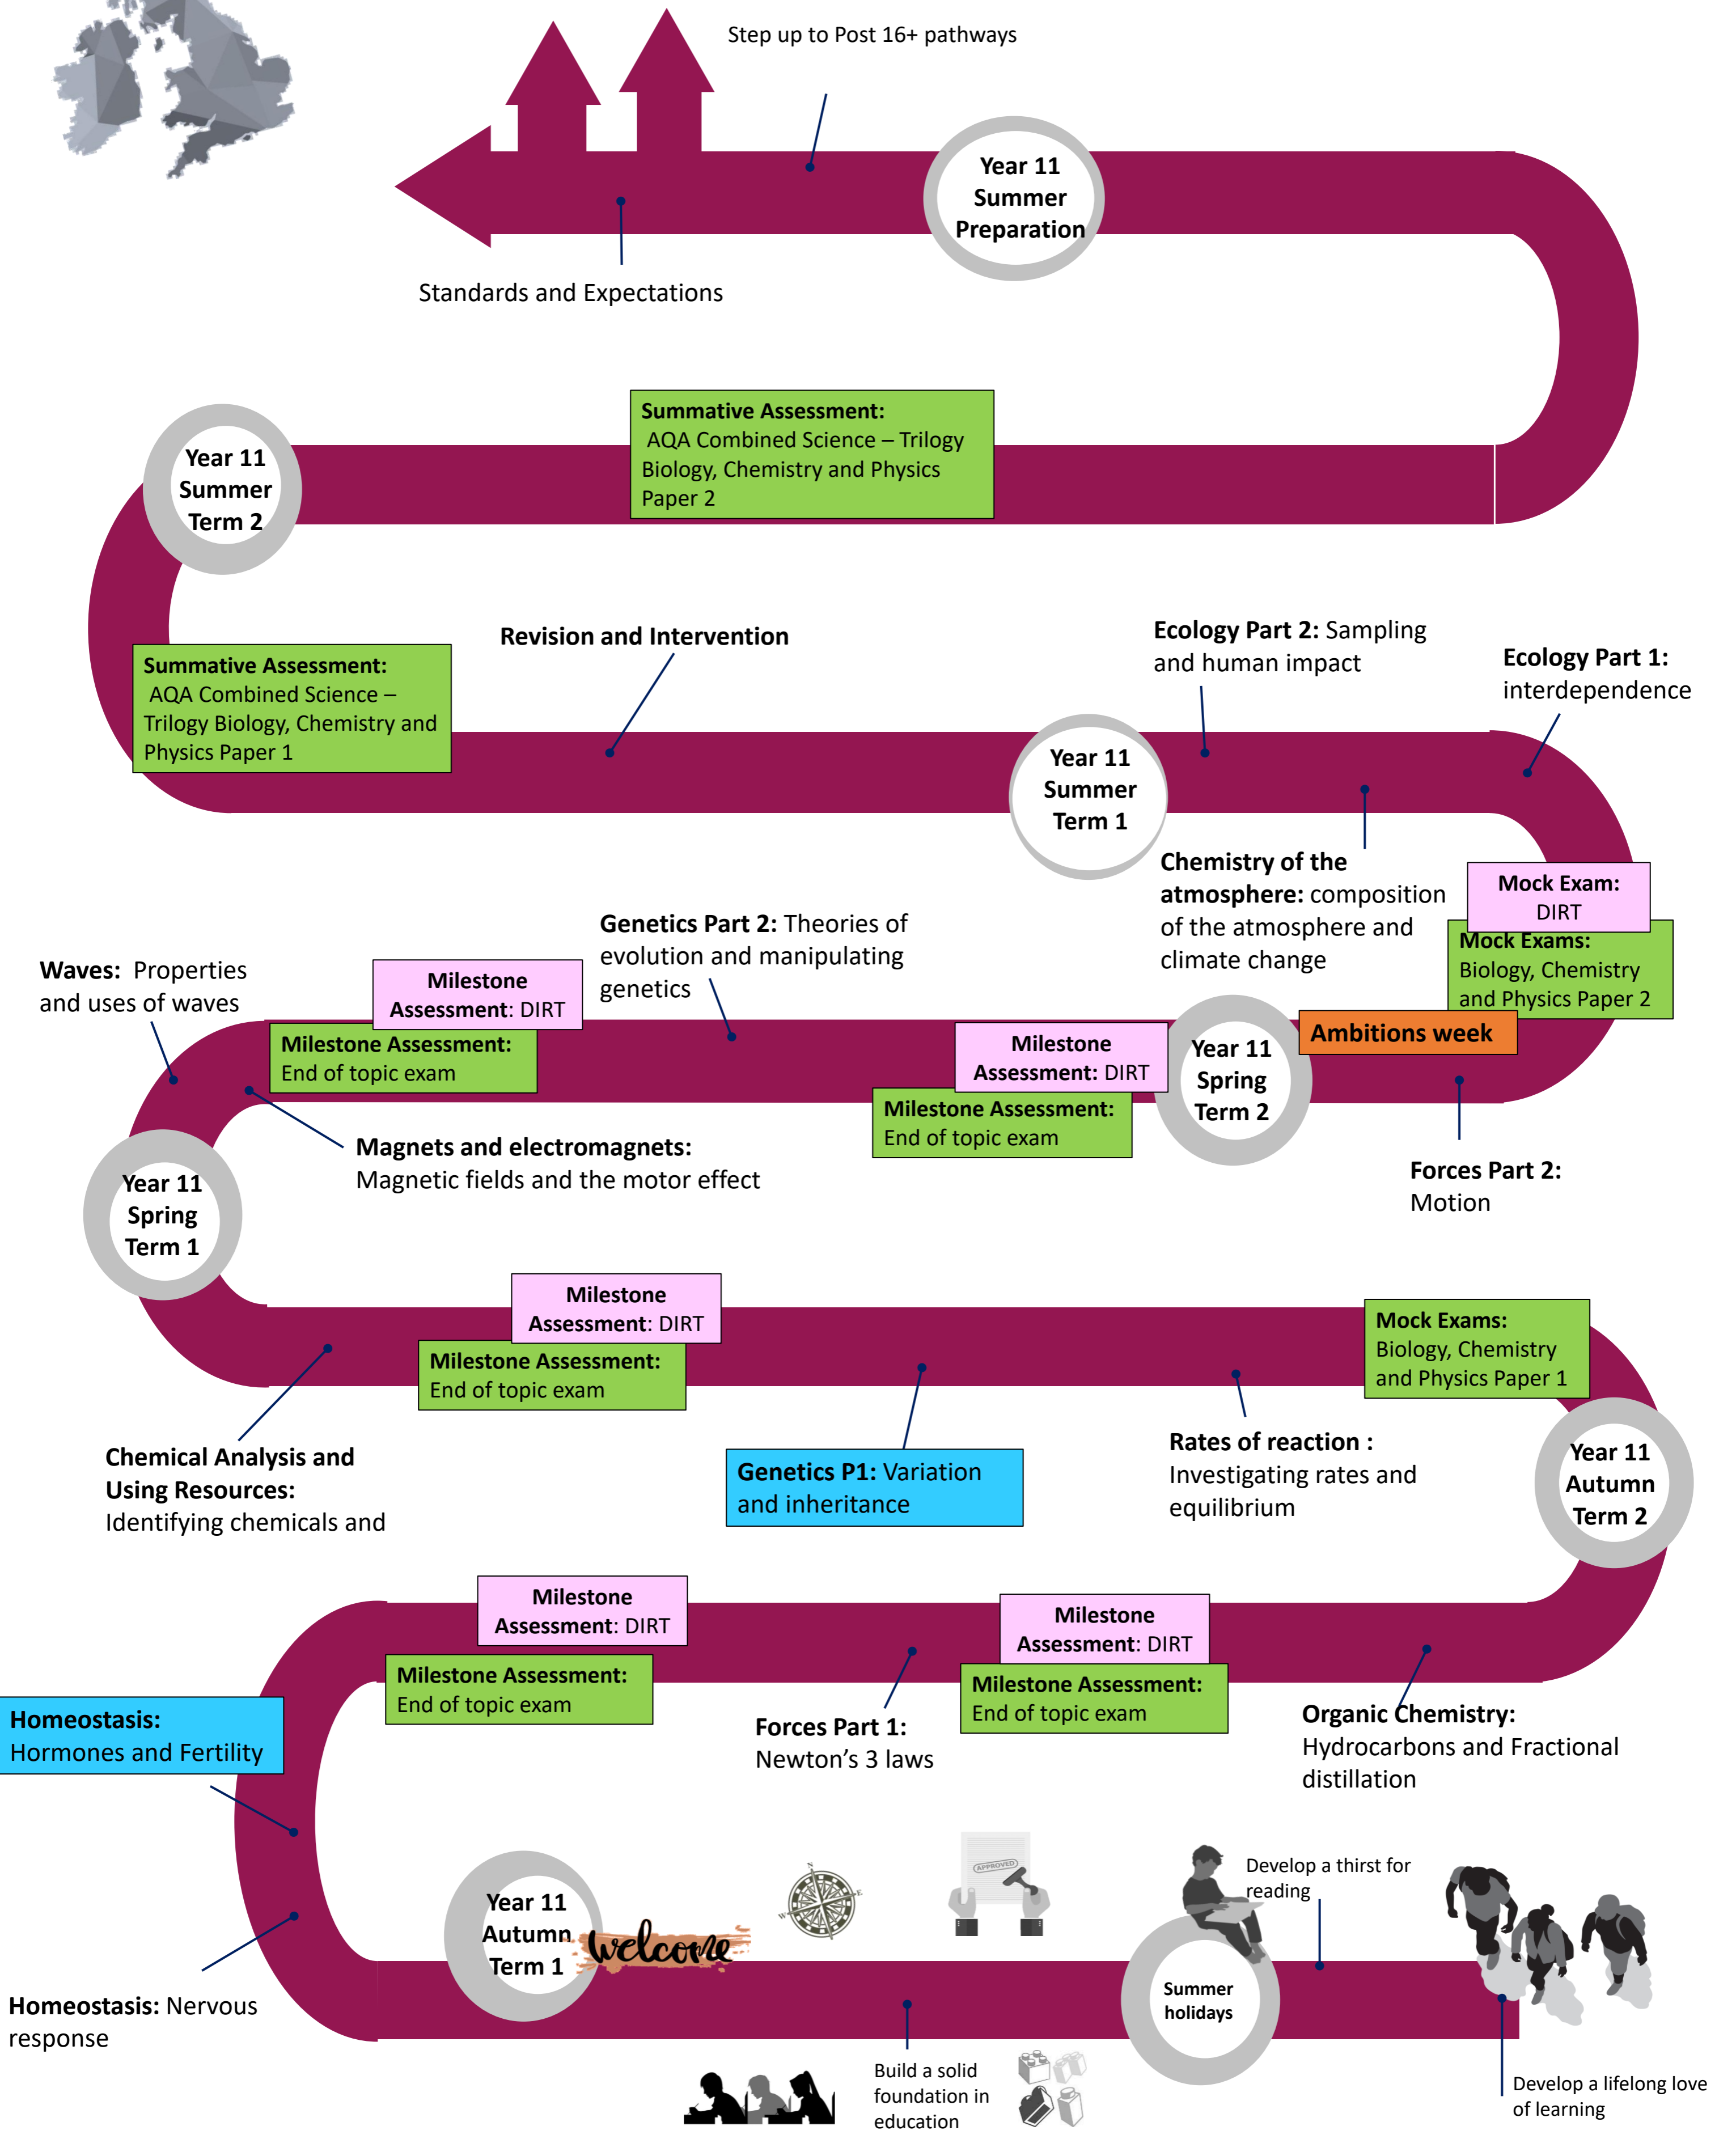 Step up to Post 16+ pathways
Year 11
Summer
Preparation
Standards and Expectations
Summative Assessment:
AQA Combined Science – Trilogy
Biology, Chemistry and Physics
Paper 2
Year 11
Summer
Term 2
Revision and Intervention
Ecology Part 2: Sampling
and human impact
Ecology Part 1:
interdependence
Summative Assessment:
AQA Combined Science –
Trilogy Biology, Chemistry and
Physics Paper 1
Year 11
Summer
Term 1
Chemistry of the
atmosphere: composition
of the atmosphere and
climate change
Mock Exam:
DIRT
Mock Exams:
Biology, Chemistry
and Physics Paper 2
Genetics Part 2: Theories of
evolution and manipulating
genetics
Waves: Properties
and uses of waves
Milestone
Assessment: DIRT
Milestone Assessment:
End of topic exam
Milestone
Assessment: DIRT
Milestone Assessment:
End of topic exam
Year 11
Spring
Term 2
Ambitions week
Magnets and electromagnets:
Magnetic fields and the motor effect
Forces Part 2:
Motion
Year 11
Spring
Term 1
Milestone
Assessment: DIRT
Milestone Assessment:
End of topic exam
Mock Exams:
Biology, Chemistry
and Physics Paper 1
Chemical Analysis and
Using Resources:
Identifying chemicals and
Genetics P1: Variation
and inheritance
Rates of reaction :
Investigating rates and
equilibrium
Year 11
Autumn
Term 2
Milestone
Assessment: DIRT
Milestone Assessment:
End of topic exam
Milestone
Assessment: DIRT
Milestone Assessment:
End of topic exam
Homeostasis:
Hormones and Fertility
Forces Part 1:
Newton's 3 laws
Organic Chemistry:
Hydrocarbons and Fractional
distillation
Year 11
Autumn
Term 1
welcome
N
E
W
APPROVED
Develop a thirst for
reading
Summer
holidays
Homeostasis: Nervous
response
Build a solid
foundation in
education
Develop a lifelong love
of learning